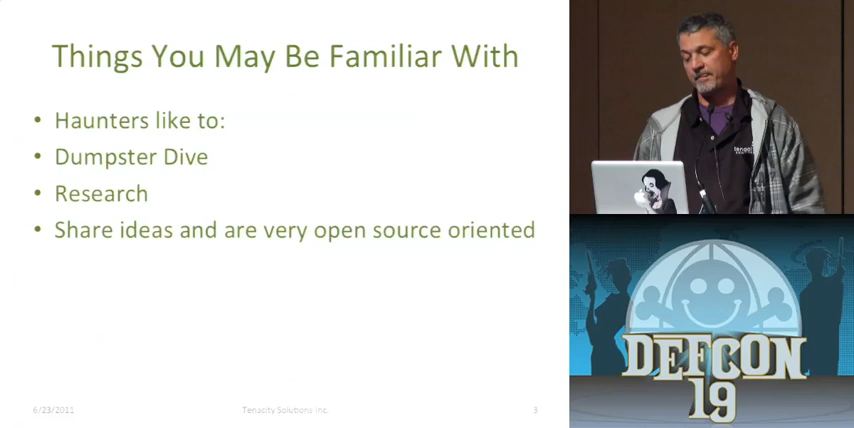 Things You May Be Familiar With
• Haunters like to:
• Dumpster Dive
• Research
• Share ideas and are very open source oriented
6/23/2011
Tenacity Solutions Inc.
3
DEFCON
19